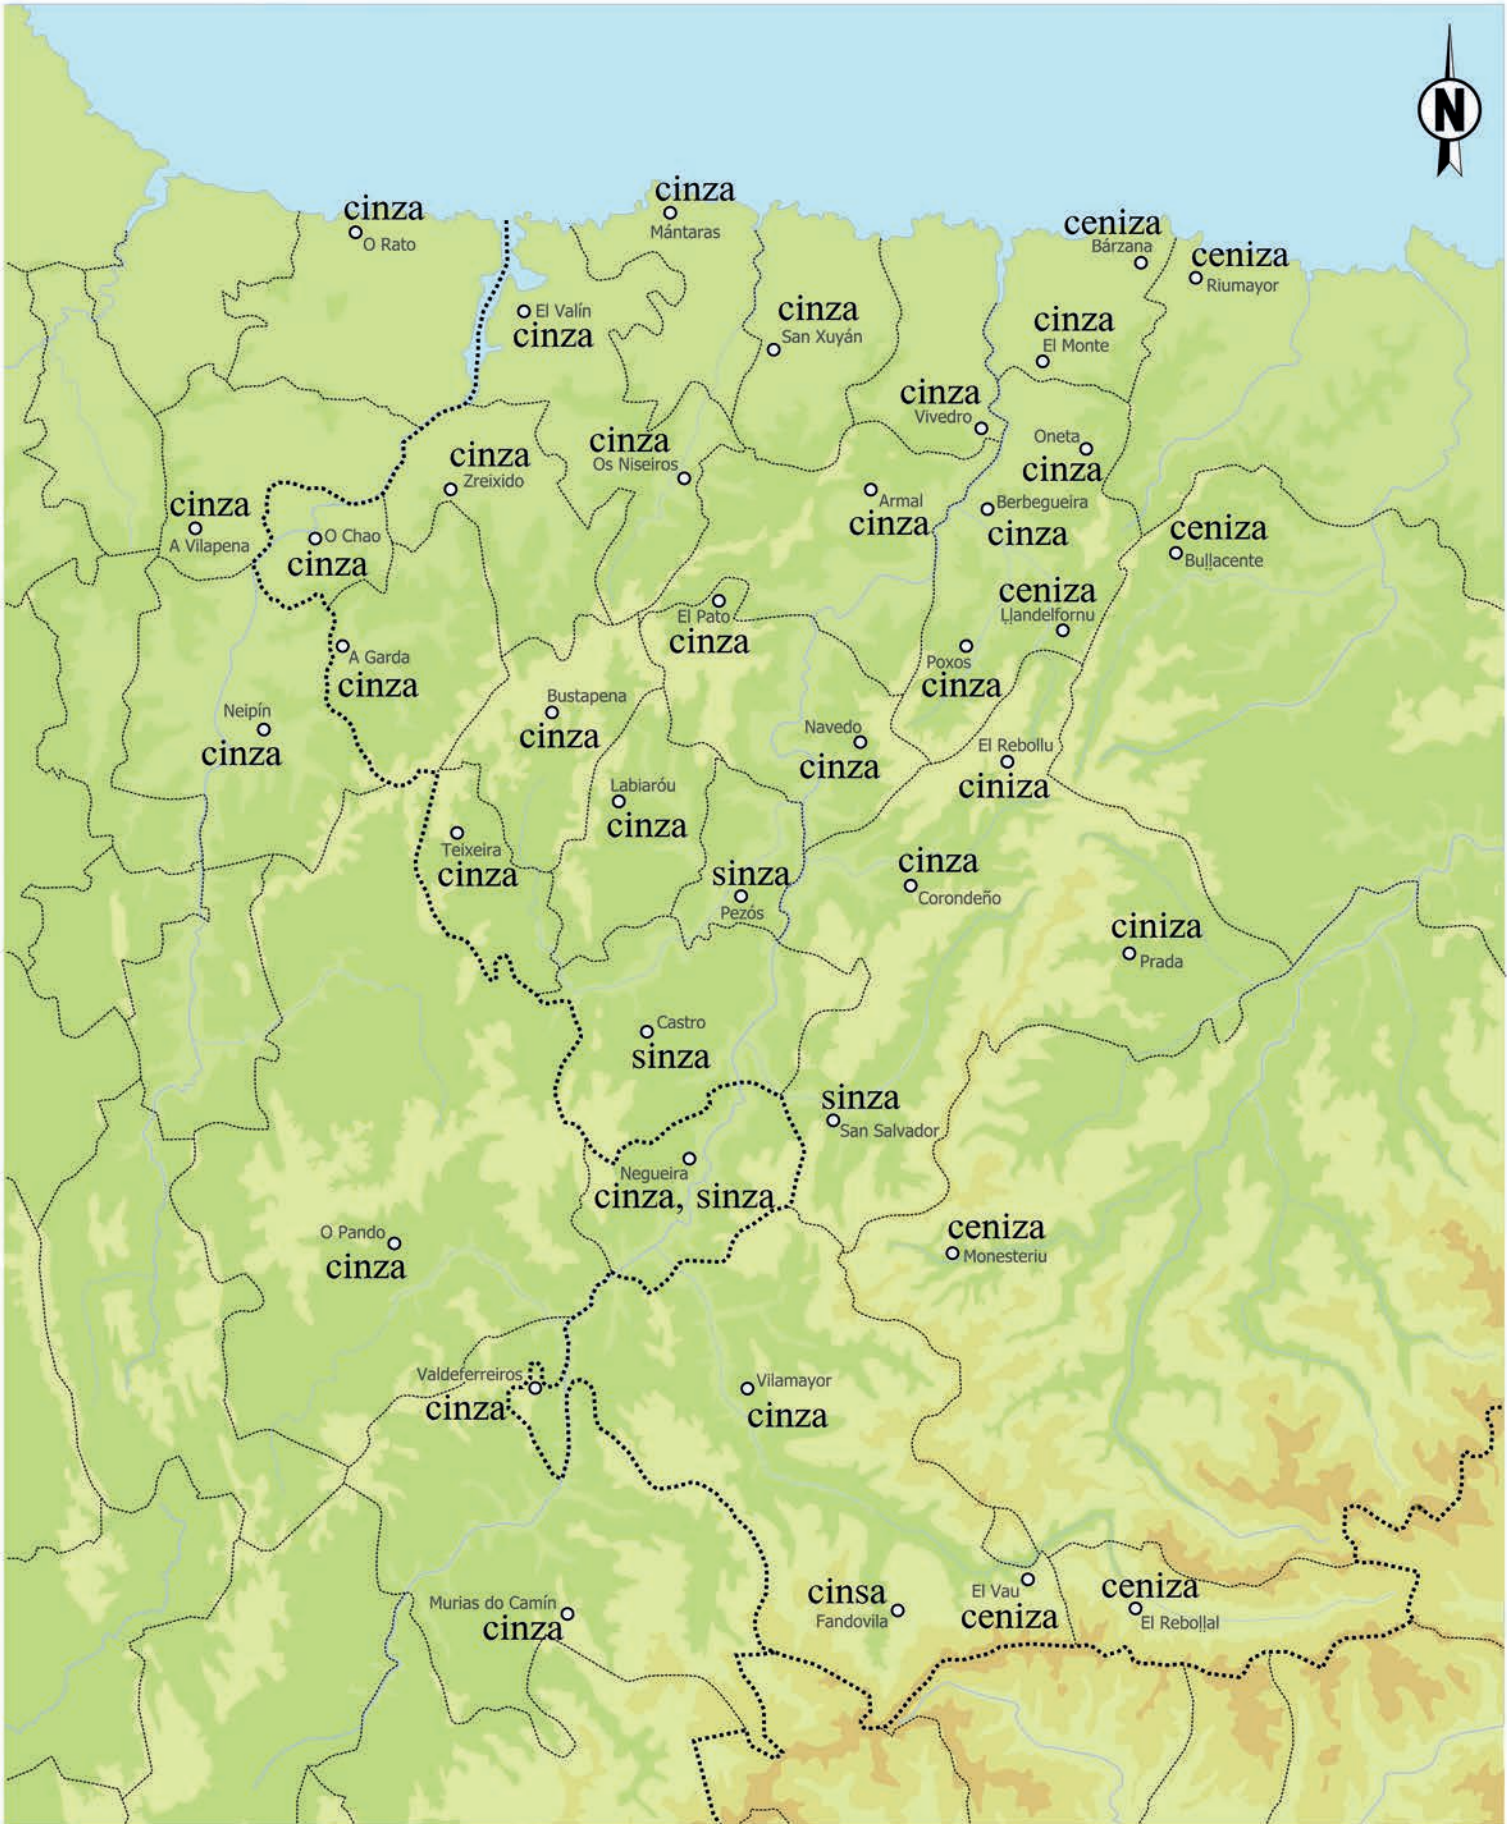 N
cinza
O Rato
cinza
Mántaras
ceniza
Bárzana
ceniza
Riumayor
El Valín
cinza
cinza
San Xuyán
cinza
El Monte
cinza
Vivedro
Oneta
cinza
cinza
Zreixido
cinza
Os Niseiros
Armal
cinza
Berbegueira
cinza
cinza
A Vilapena
O Chao
cinza
ceniza
Buḷḷacente
ceniza
Ḷḷandelfornu
El Pato
cinza
A Garda
cinza
Poxos
cinza
Neipín
cinza
Bustapena
cinza
Navedo
cinza
El Rebollu
ciniza
Labiaróu
cinza
Teixeira
cinza
sinza
Pezós
cinza
Corondeño
ciniza
Prada
Castro
sinza
sinza
San Salvador
Negueira
cinza, sinza
O Pando
cinza
ceniza
Monesteriu
Valdeferreiros
cinza
Vilamayor
cinza
Murias do Camín
cinza
cinsa
Fandovila
El Vau
ceniza
ceniza
El Reboḷḷal